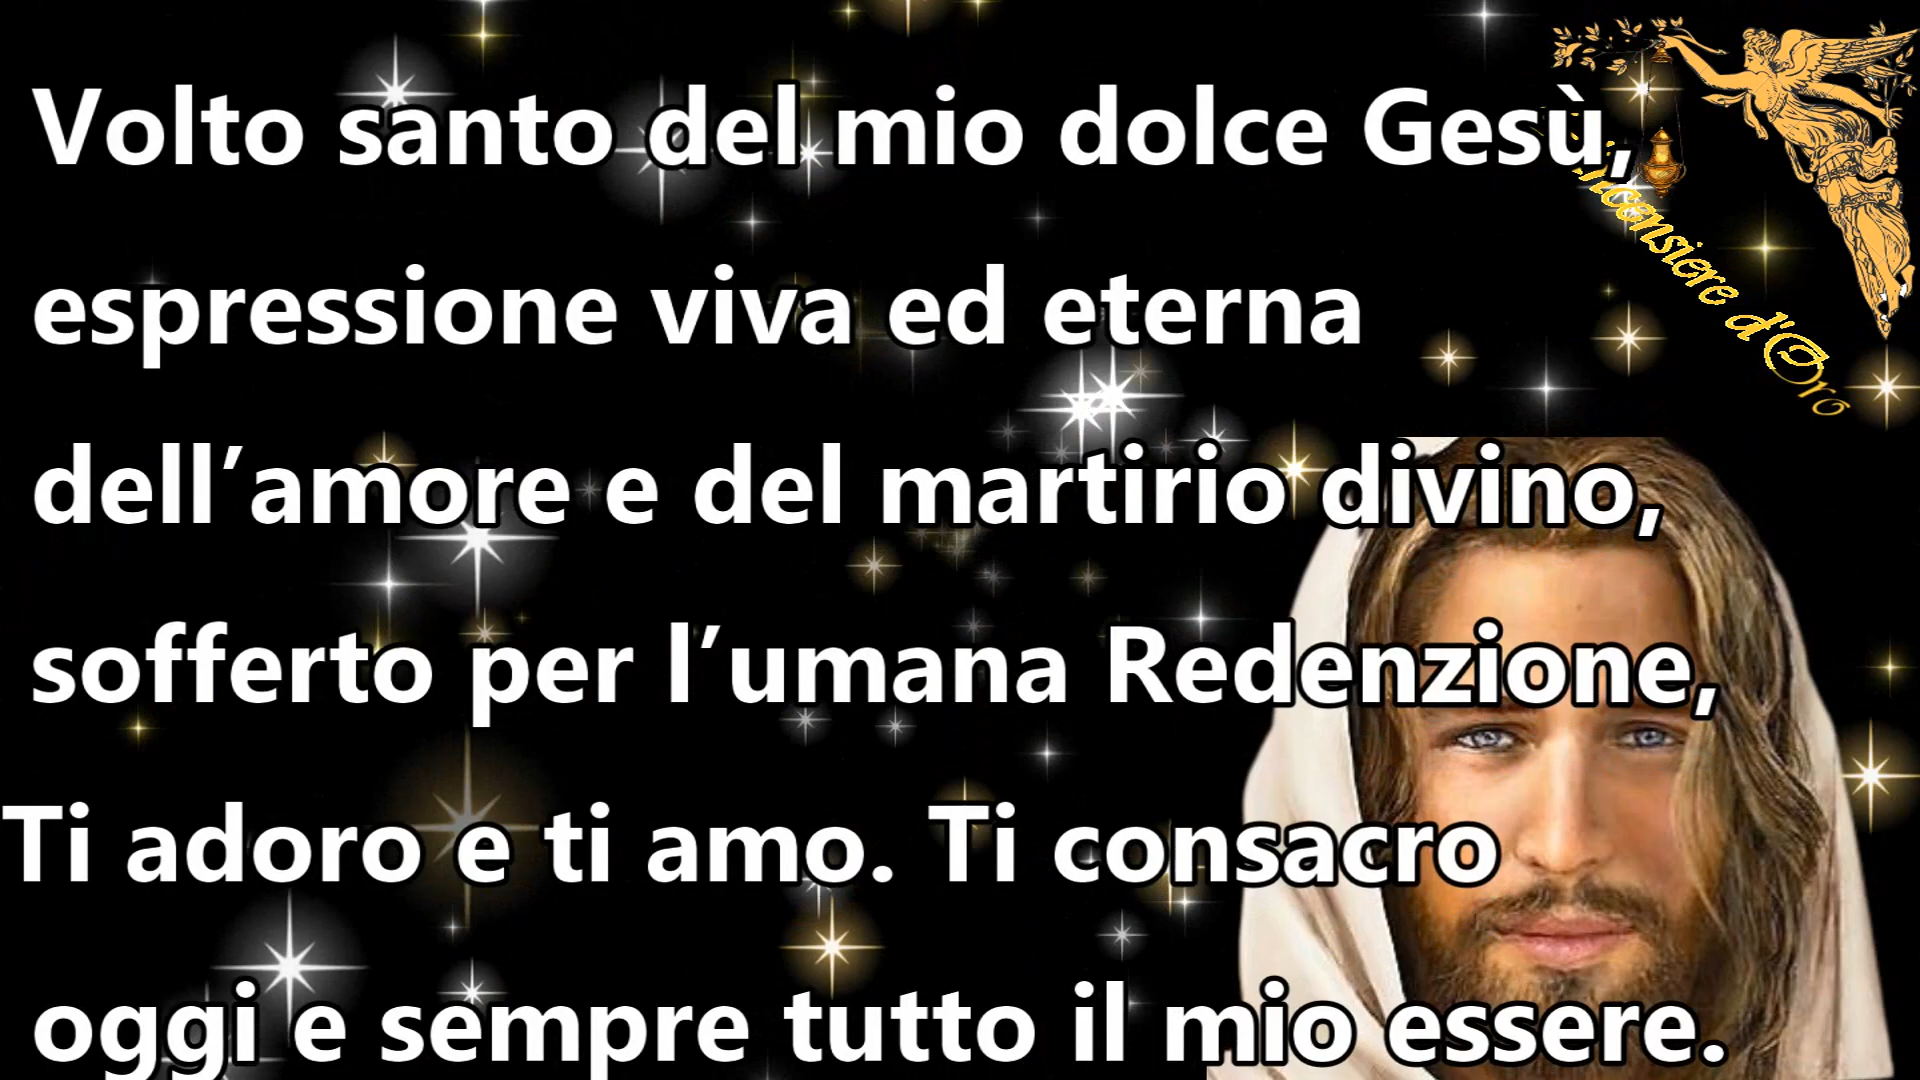 Volto santo del mio dolce Gesù,
espressione viva ed eterna
dell’amore e del martirio divino,
sofferto per l’umana Redenzione,
Ti adoro e ti amo. Ti consacro
oggi e sempre tutto il mio essere.
d'Oro